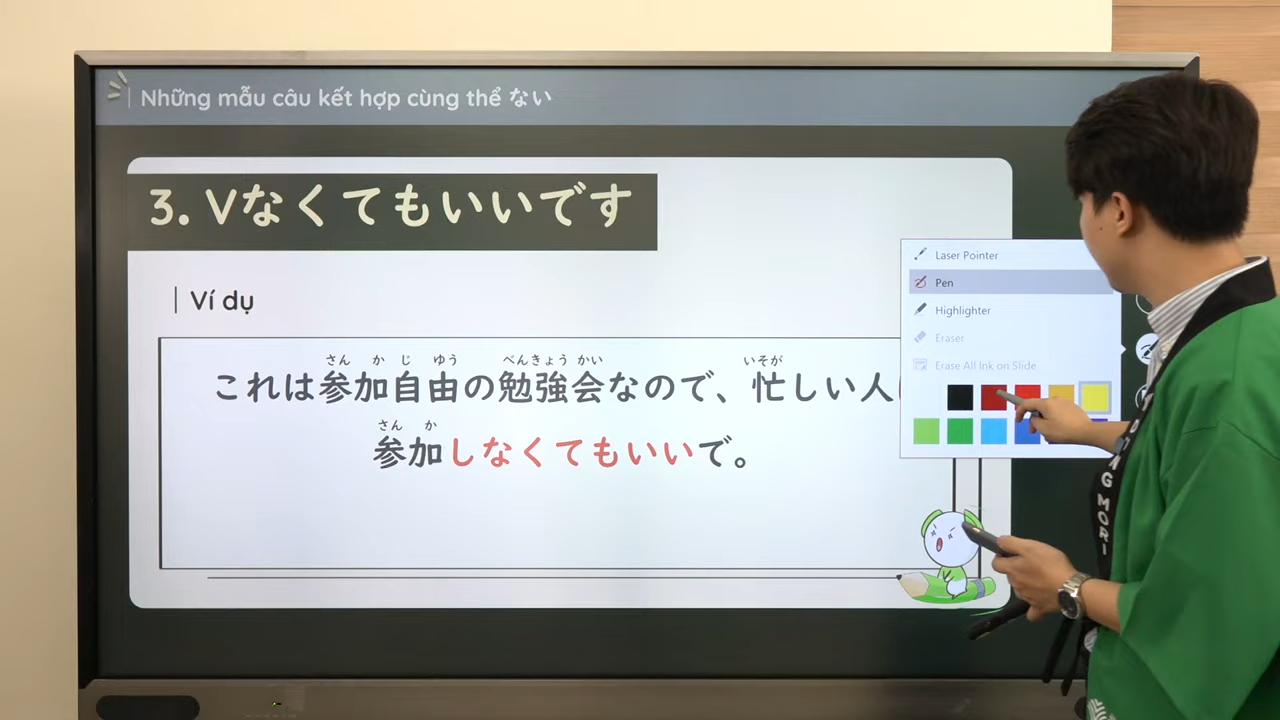 Những mẫu câu kết hợp cùng thể ない
3. Vなくてもいいです
Ví dụ
さん か じ ゆう べんきょう かい いそが
これは参加自由の勉強会なので、忙しい人
さん か
参加しなくてもいいで。
Laser Pointer
Pen
Highlighter
Eraser
Erase All Ink on Slide
NG MORI